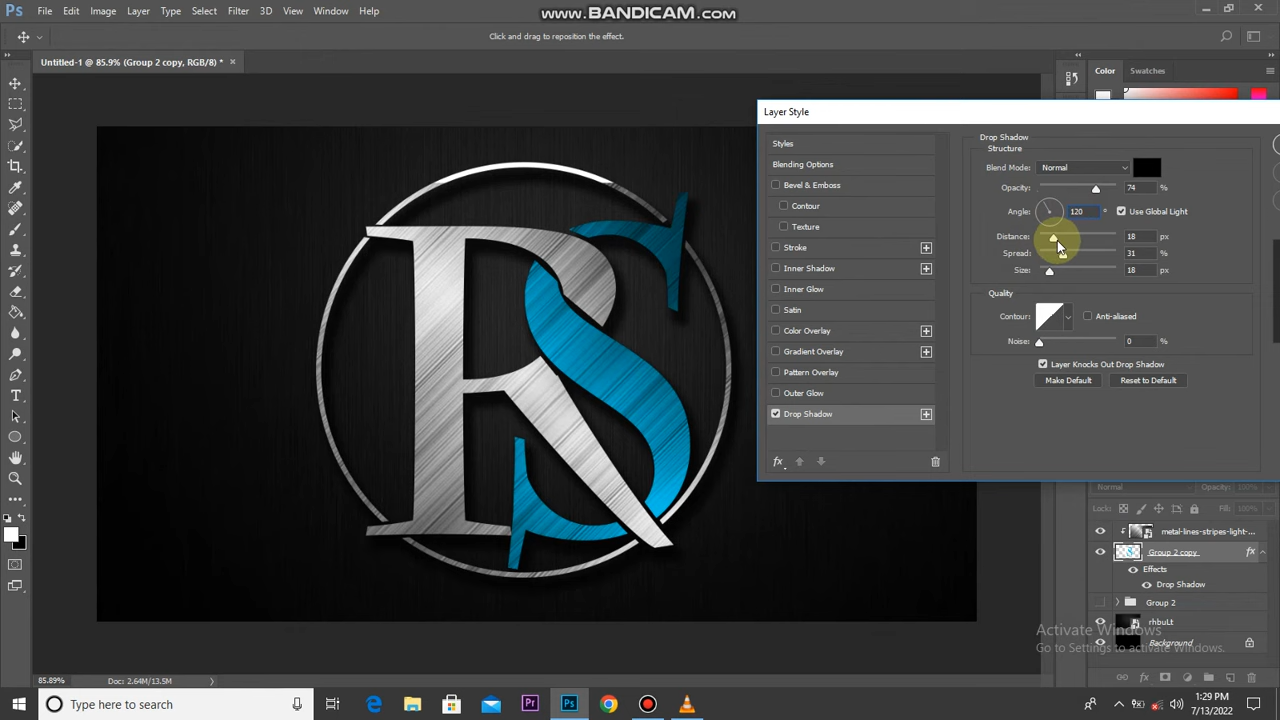 Ps File Edit Image Layer Type Select Filter 3D View Window Help
www.BANDICAM.com
Click and drag to reposition the effect.
Untitled-1 @ 85.9% (Group 2 copy, RGB/8) *
Color Swatches
Layer Style
Styles
Blending Options
Bevel & Emboss
Contour
Texture
Stroke
Inner Shadow
Inner Glow
Satin
Color Overlay
Gradient Overlay
Pattern Overlay
Outer Glow
Drop Shadow
fx
Drop Shadow
Structure
Blend Mode: Normal
Opacity: 74 %
Angle: 120 ° Use Global Light
Distance: 18 px
Spread: 31 %
Size: 18 px
Quality
Contour: Anti-aliased
Noise: 0 %
Layer Knocks Out Drop Shadow
Make Default Reset to Default
RS
Normal Opacity: 100%
Lock: Fill: 100%
metal-lines-stripes-light-...
Group 2 copy fx
Effects
Drop Shadow
Group 2
rhbuLt
Background
Activate Windows
Go to Settings to activate Windows.
85.89% Doc: 2.64M/13.5M
Type here to search
Pr Ps
1:29 PM
7/13/2022